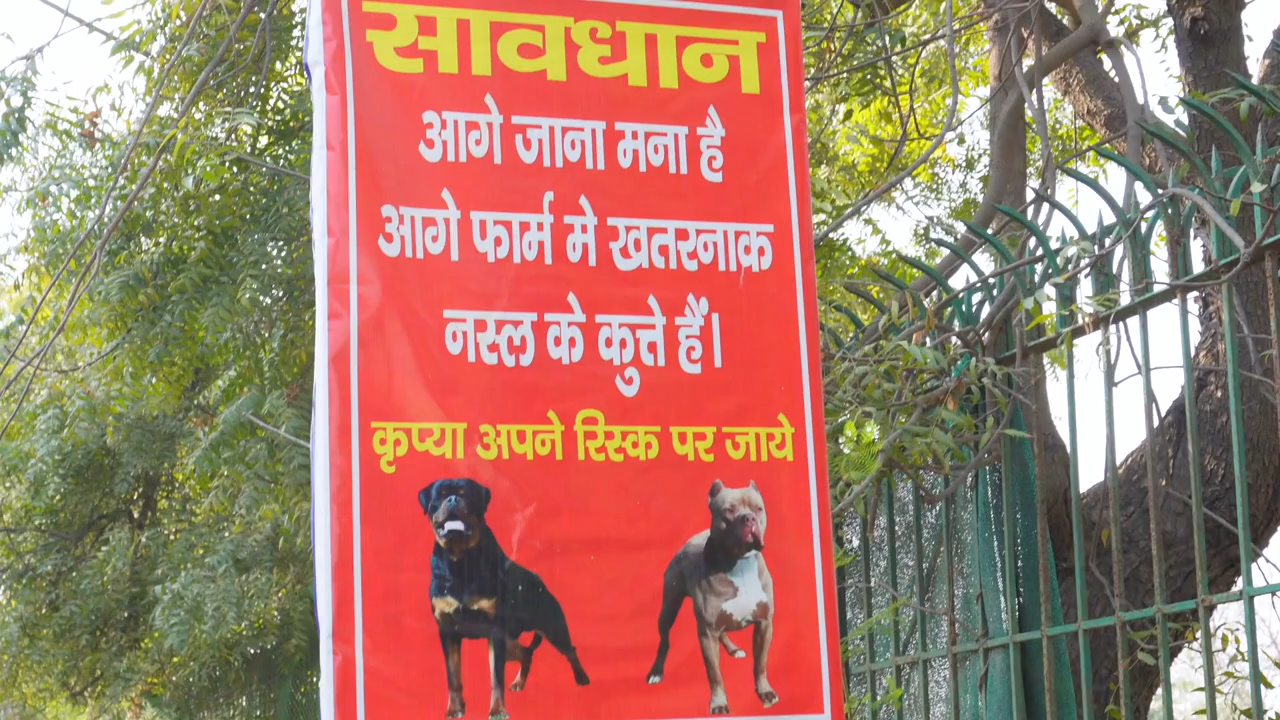 सावधान
आगे जाना मना है
आगे फार्म मे खतरनाक
नस्ल के कुत्ते हैं।
कृप्या अपने रिस्क पर जाये